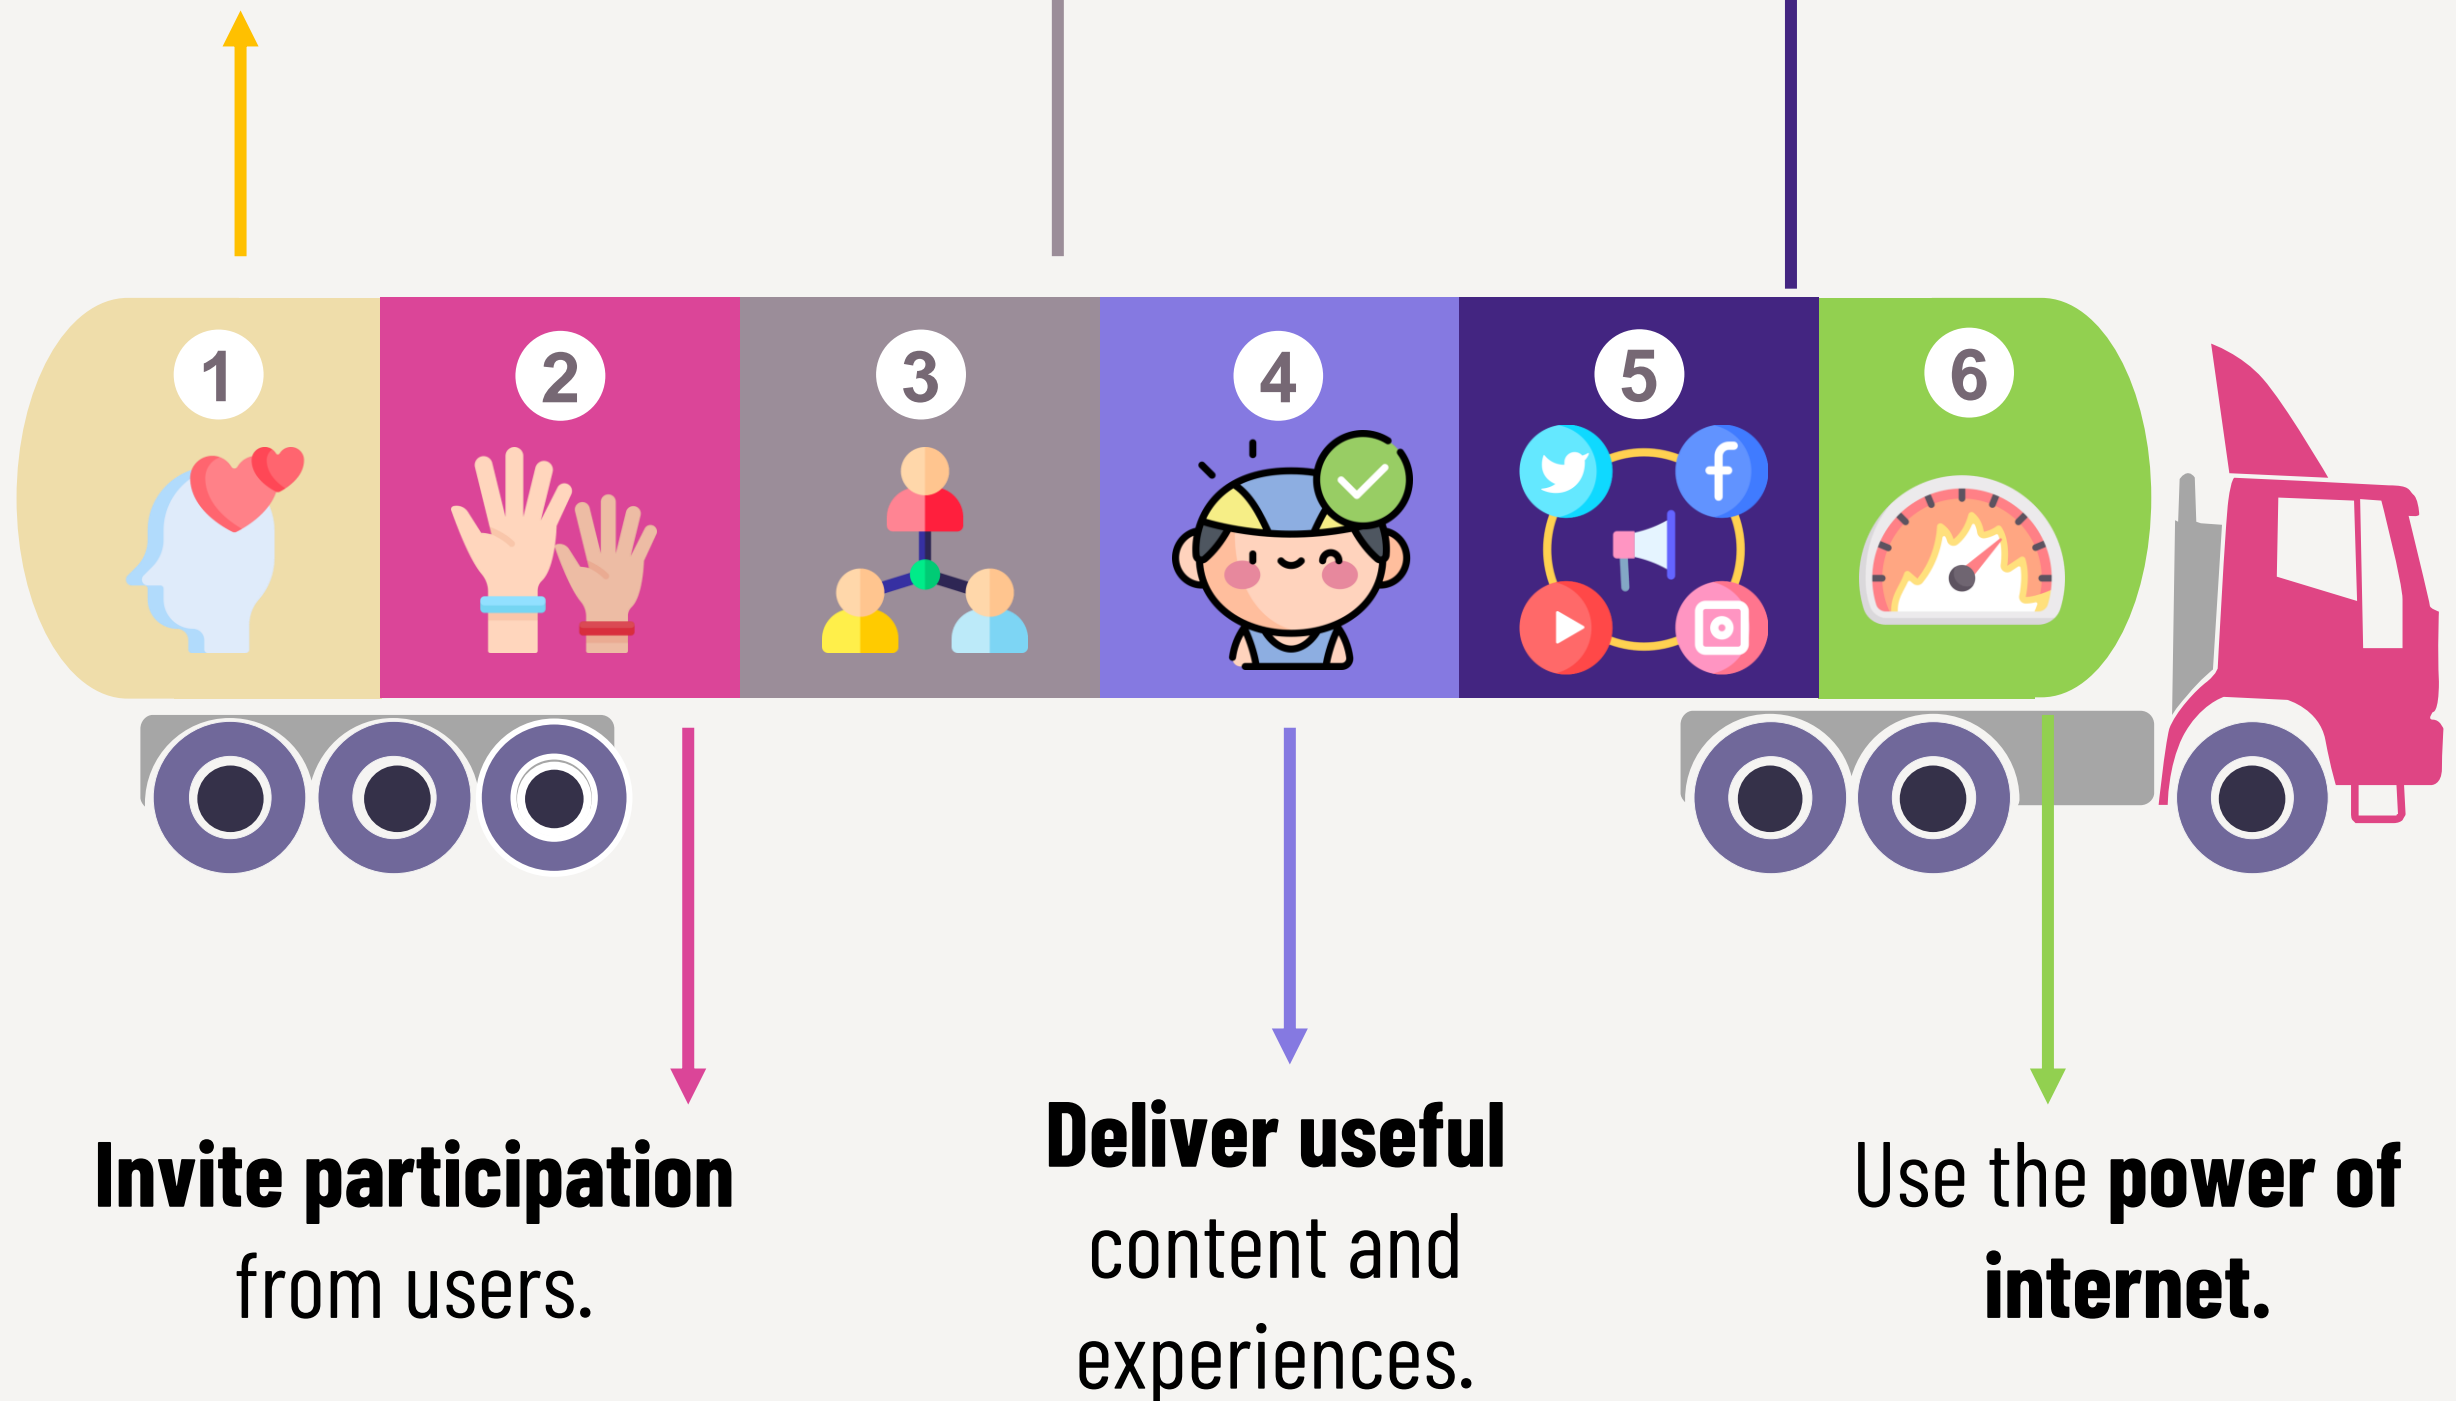 1 2 3 4 5 6
Invite participation
from users.
Deliver useful
content and
experiences.
Use the power of
internet.